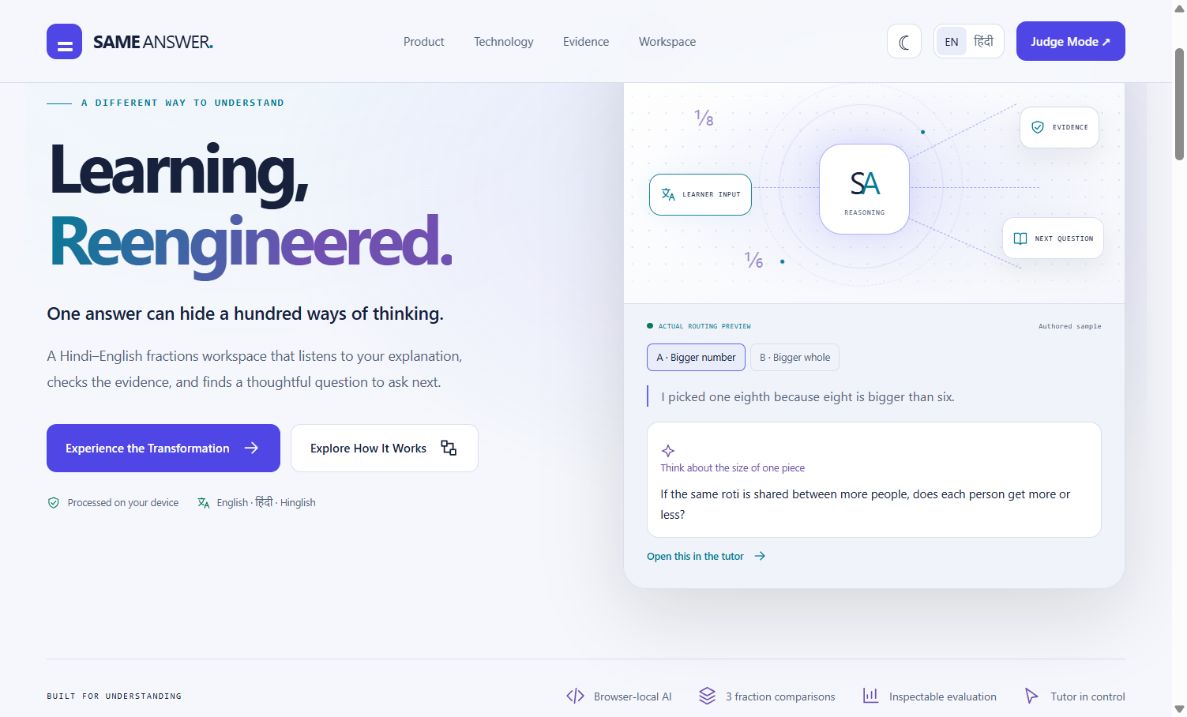 SAME ANSWER.
Product
Technology
Evidence
Workspace
EN
हिंदी
Judge Mode ↗
A DIFFERENT WAY TO UNDERSTAND
Learning,
Reengineered.
One answer can hide a hundred ways of thinking.
A Hindi–English fractions workspace that listens to your explanation,
checks the evidence, and finds a thoughtful question to ask next.
Experience the Transformation →
Explore How It Works
Processed on your device
English · हिंदी · Hinglish
⅛
EVIDENCE
LEARNER INPUT
SA
REASONING
NEXT QUESTION
⅙
ACTUAL ROUTING PREVIEW
Authored sample
A · Bigger number
B · Bigger whole
I picked one eighth because eight is bigger than six.
Think about the size of one piece
If the same roti is shared between more people, does each person get more or
less?
Open this in the tutor →
BUILT FOR UNDERSTANDING
Browser-local AI
3 fraction comparisons
Inspectable evaluation
Tutor in control